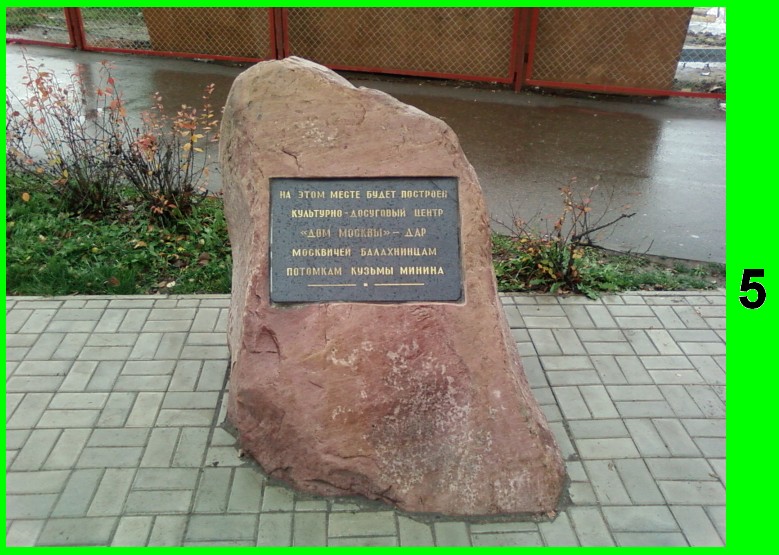 НА ЭТОМ МЕСТЕ БУДЕТ ПОСТРОЕН
КУЛЬТУРНО-ДОСУГОВЫЙ ЦЕНТР
«ДОМ МОСКВЫ» – ДАР
МОСКВИЧЕЙ БАЛАХНИНЦАМ
ПОТОМКАМ КУЗЬМЫ МИНИНА
5